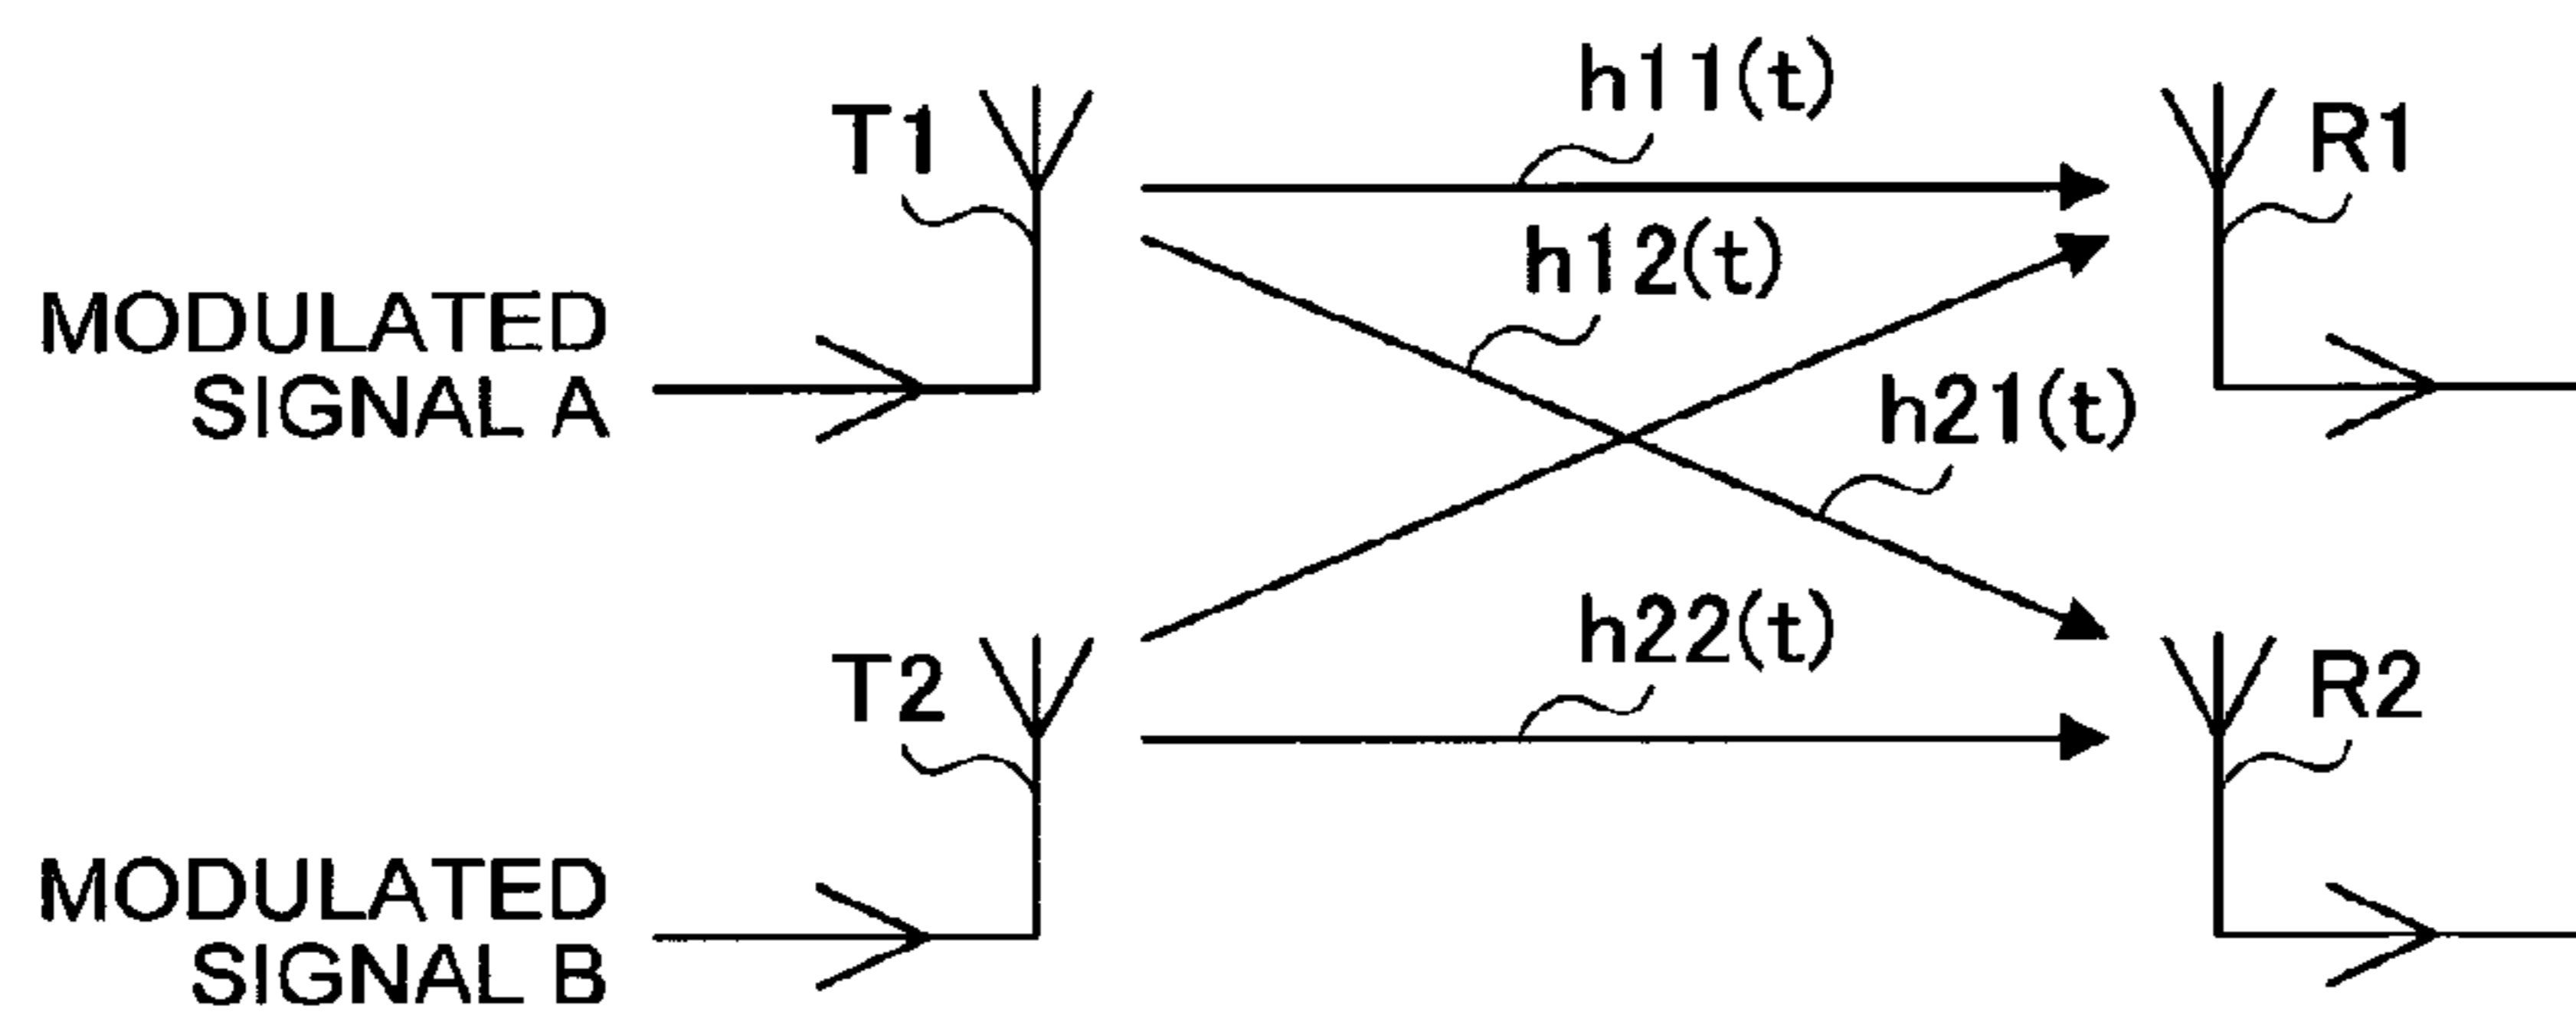 h11(t)
T1
R1
h12(t)
MODULATED
SIGNAL A
h21(t)
h22(t)
T2
R2
MODULATED
SIGNAL B